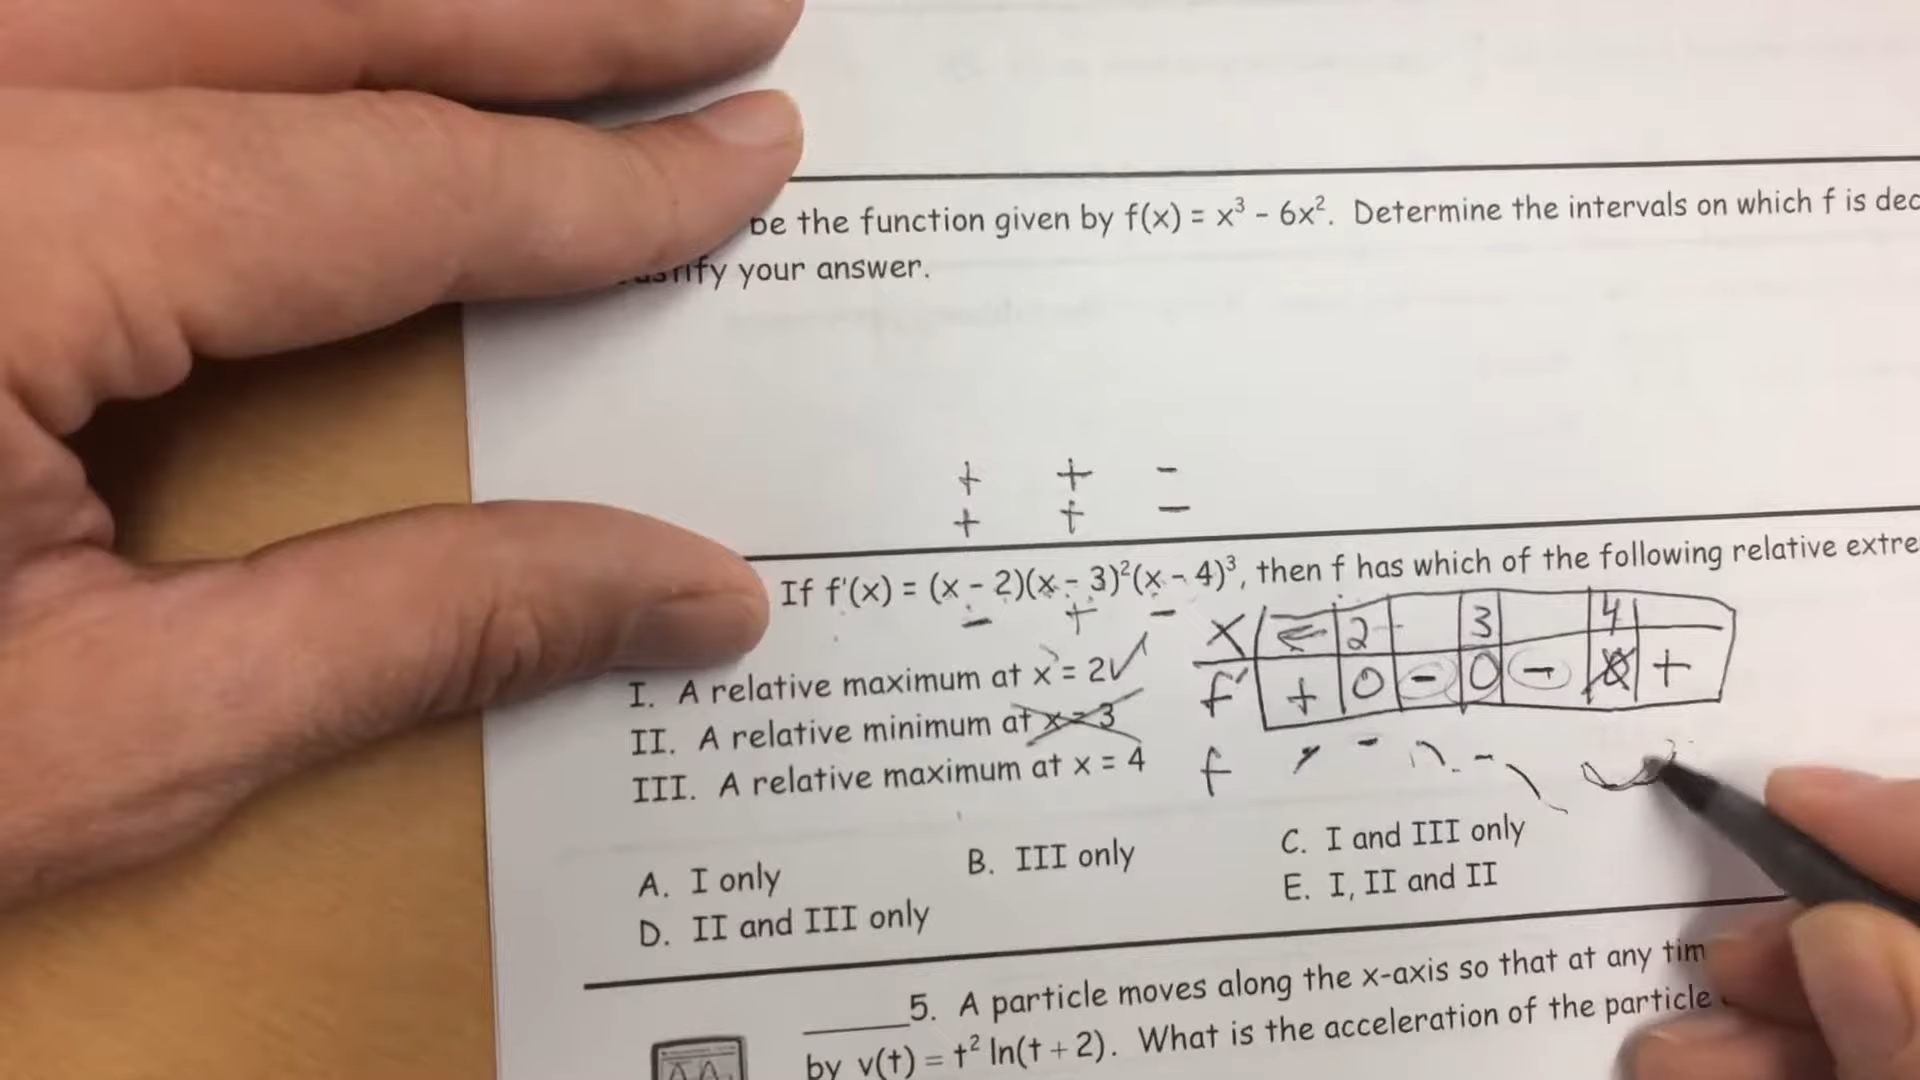 be the function given by f(x) = x³ - 6x². Determine the intervals on which f is dec
your answer.
+ + -
+ + -
If f'(x) = (x - 2)(x - 3)²(x - 4)³, then f has which of the following relative extre
- + -
x 2 3 4
f' + 0 - 0 - 0 +
f
I. A relative maximum at x = 2 ✓
II. A relative minimum at x = 3
III. A relative maximum at x = 4
A. I only
B. III only
C. I and III only
D. II and III only
E. I, II and II
5. A particle moves along the x-axis so that at any tim
by v(t) = t² ln(t + 2). What is the acceleration of the particle